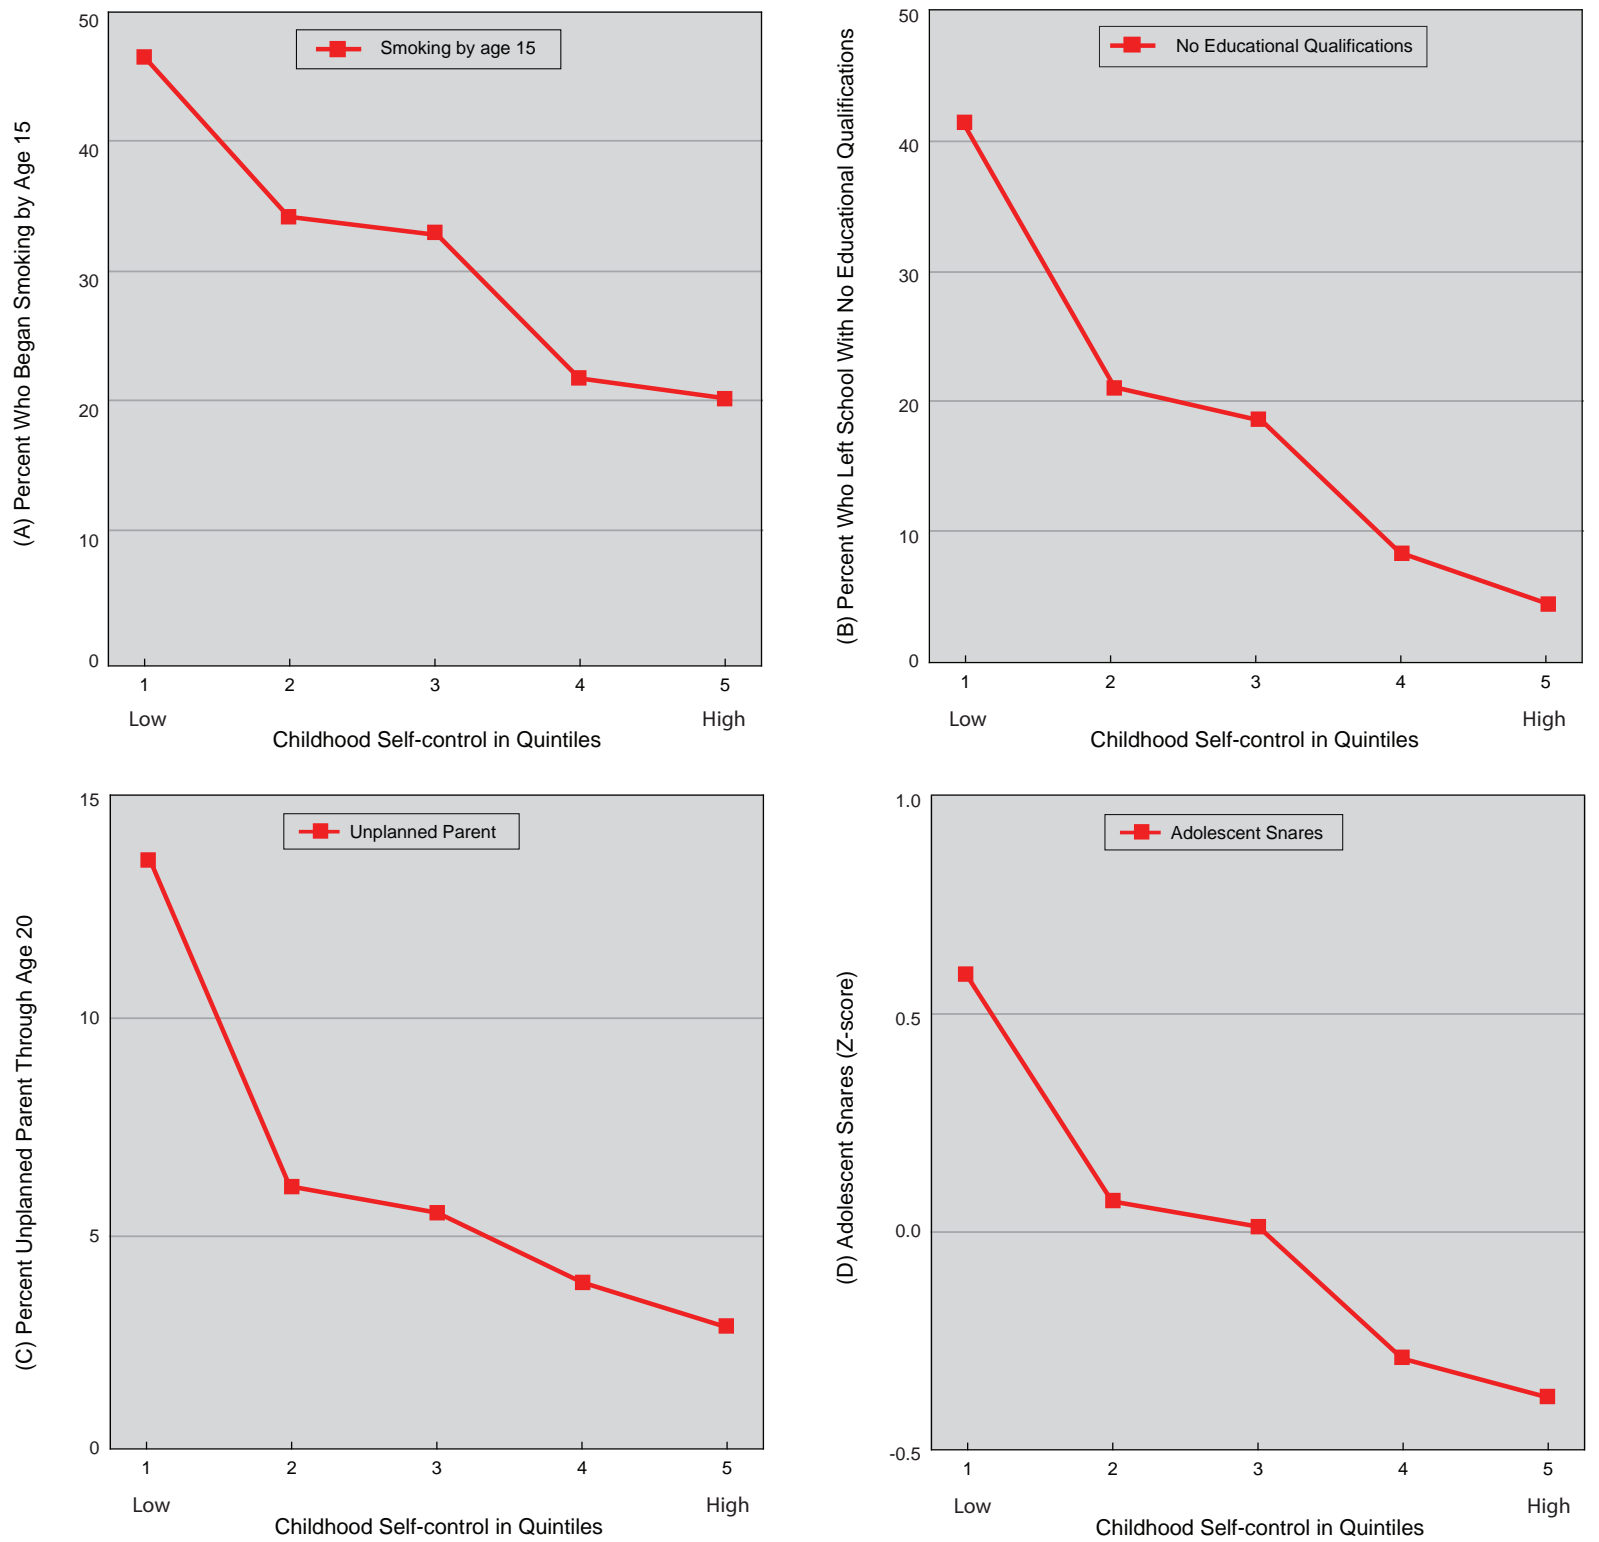 (A) Percent Who Began Smoking by Age 15
50
40
30
20
10
0
Smoking by age 15
1
2
3
4
5
Low
High
Childhood Self-control in Quintiles
(B) Percent Who Left School With No Educational Qualifications
50
40
30
20
10
0
No Educational Qualifications
1
2
3
4
5
Low
High
Childhood Self-control in Quintiles
(C) Percent Unplanned Parent Through Age 20
15
10
5
0
Unplanned Parent
1
2
3
4
5
Low
High
Childhood Self-control in Quintiles
(D) Adolescent Snares (Z-score)
1.0
0.5
0.0
-0.5
Adolescent Snares
1
2
3
4
5
Low
High
Childhood Self-control in Quintiles